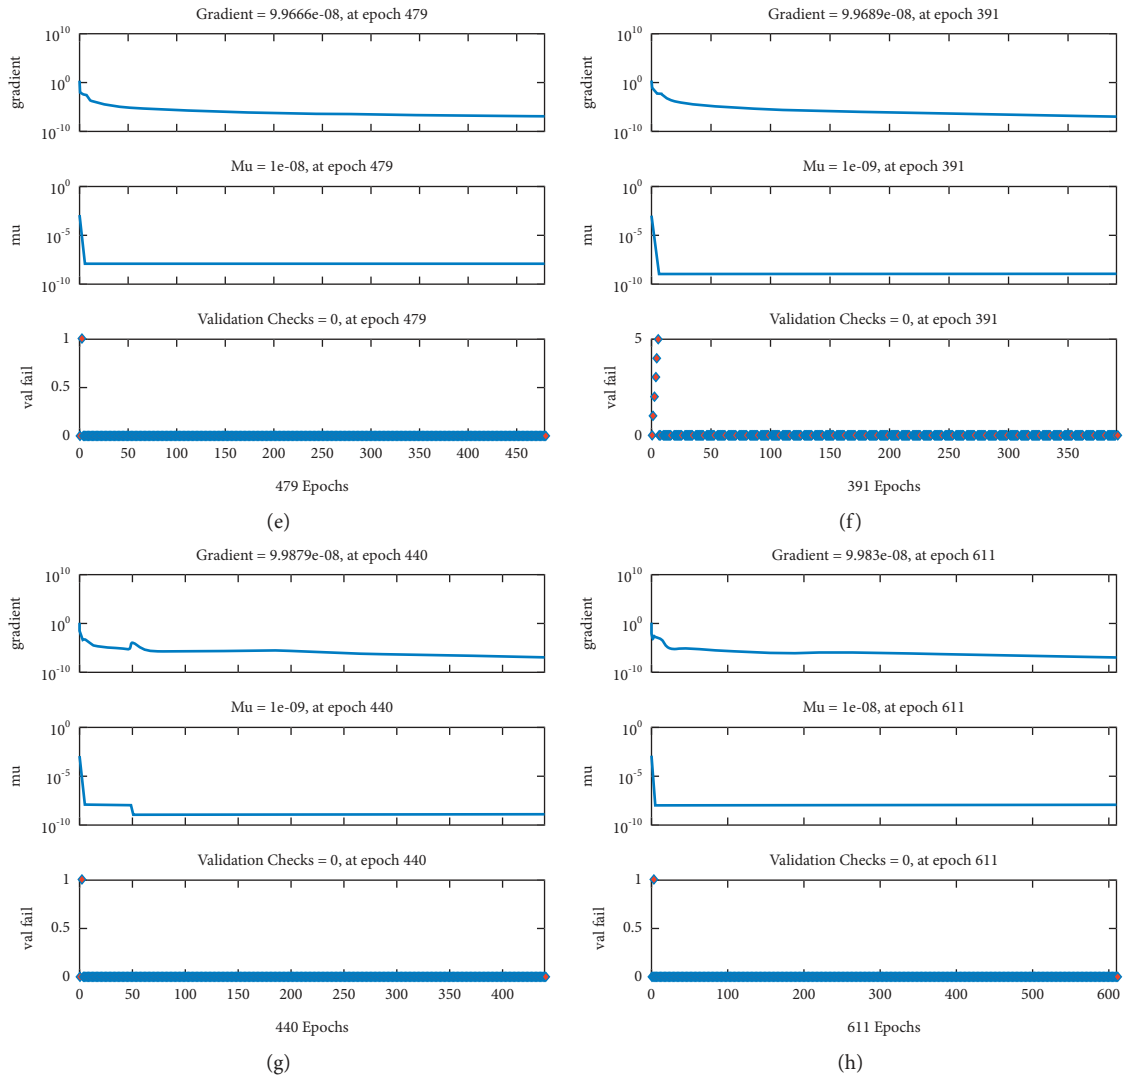 Gradient = 9.9666e-08, at epoch 479
10^10
10^0
10^-10
gradient
Mu = 1e-08, at epoch 479
10^0
10^-5
10^-10
mu
Validation Checks = 0, at epoch 479
1
0.5
0
val fail
0 50 100 150 200 250 300 350 400 450
479 Epochs
(e)
Gradient = 9.9689e-08, at epoch 391
10^10
10^0
10^-10
gradient
Mu = 1e-09, at epoch 391
10^0
10^-5
10^-10
mu
Validation Checks = 0, at epoch 391
5
0
val fail
0 50 100 150 200 250 300 350
391 Epochs
(f)
Gradient = 9.9879e-08, at epoch 440
10^10
10^0
10^-10
gradient
Mu = 1e-09, at epoch 440
10^0
10^-5
10^-10
mu
Validation Checks = 0, at epoch 440
1
0.5
0
val fail
0 50 100 150 200 250 300 350 400
440 Epochs
(g)
Gradient = 9.983e-08, at epoch 611
10^10
10^0
10^-10
gradient
Mu = 1e-08, at epoch 611
10^0
10^-5
10^-10
mu
Validation Checks = 0, at epoch 611
1
0.5
0
val fail
0 100 200 300 400 500 600
611 Epochs
(h)